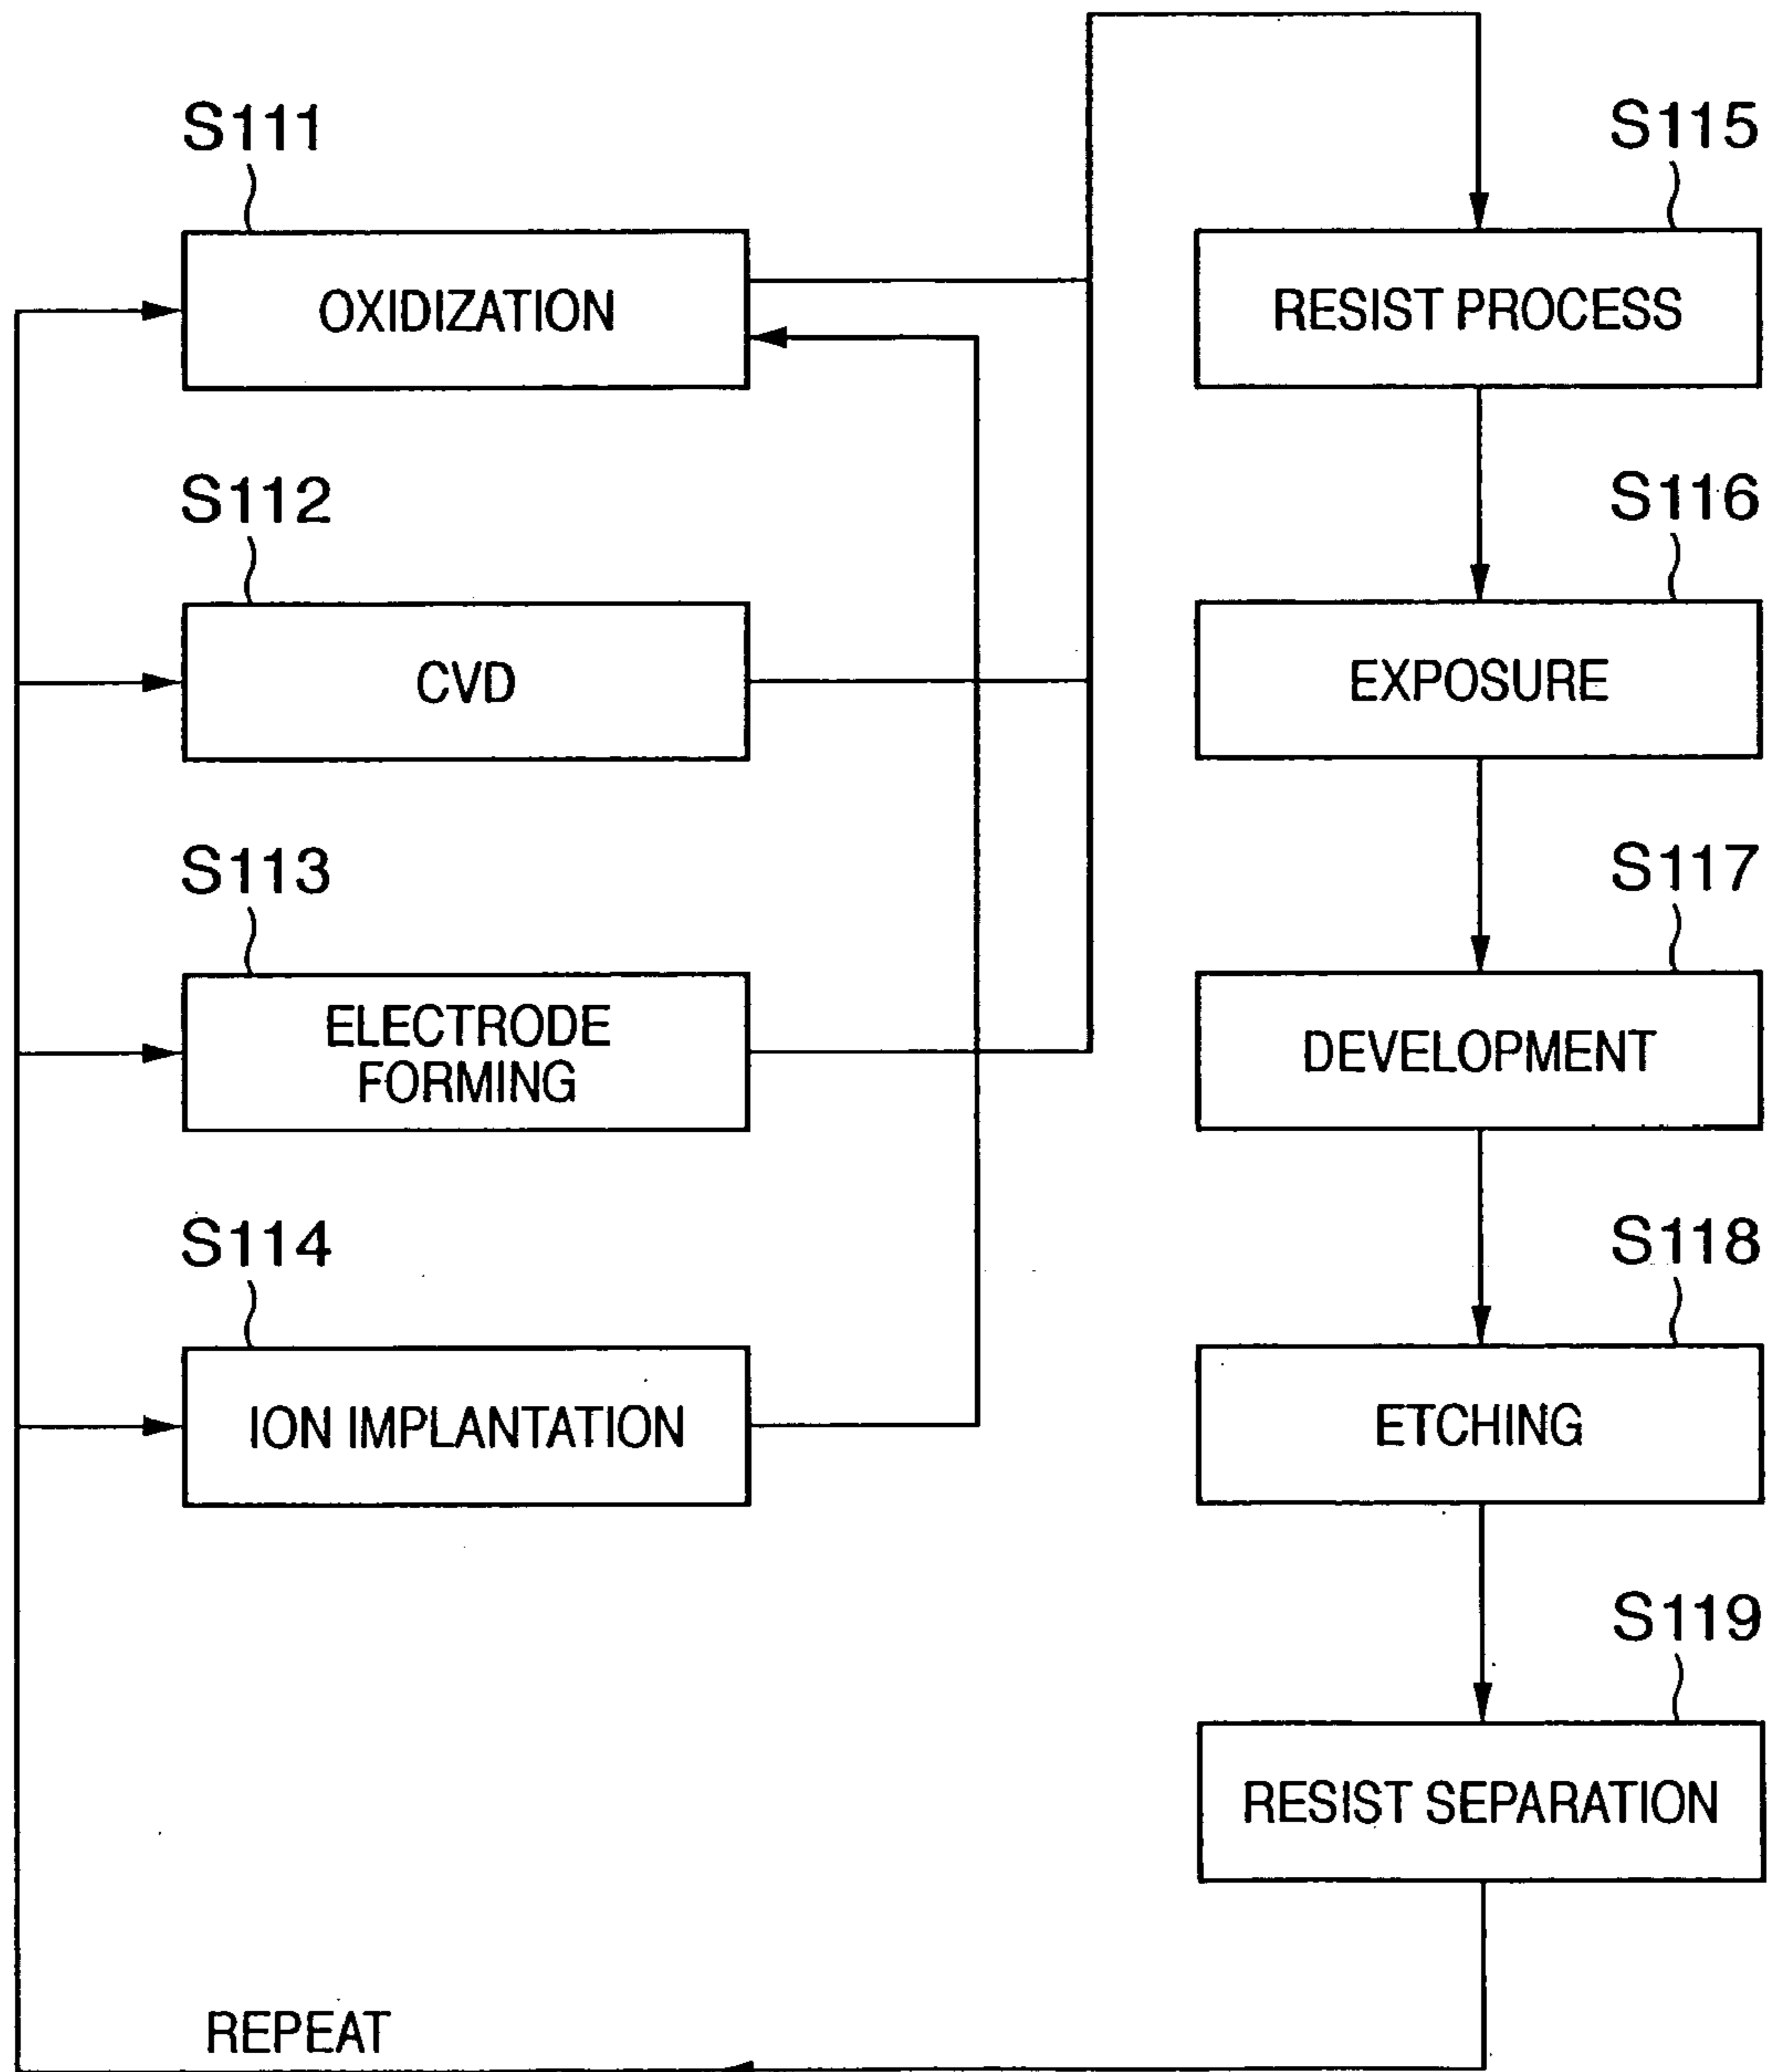 S111
OXIDIZATION
S112
CVD
S113
ELECTRODE
FORMING
S114
ION IMPLANTATION
S115
RESIST PROCESS
S116
EXPOSURE
S117
DEVELOPMENT
S118
ETCHING
S119
RESIST SEPARATION
REPEAT